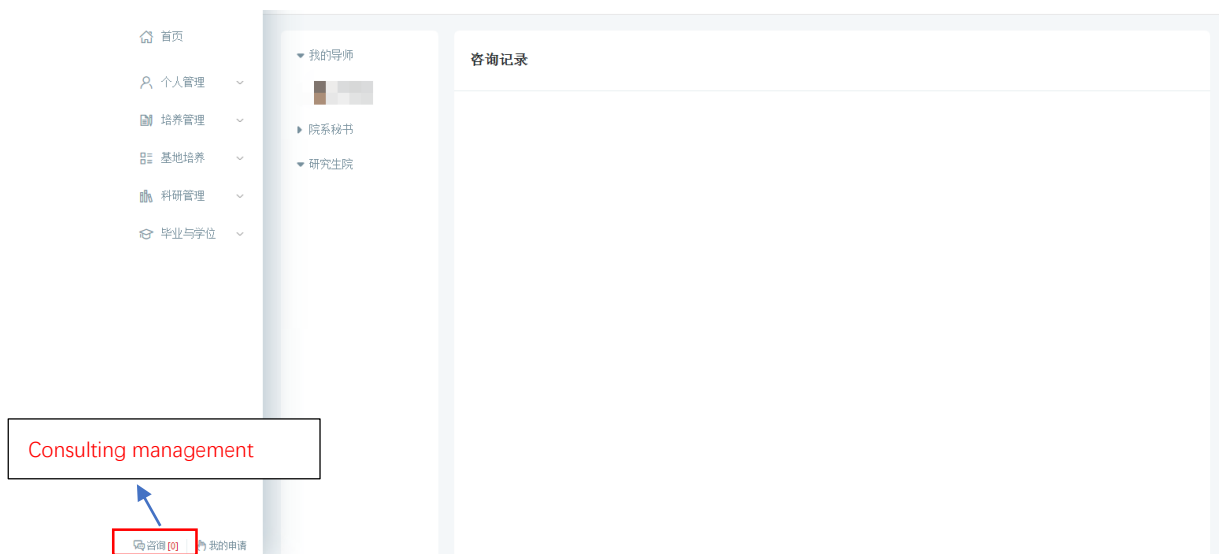 首页
个人管理
培养管理
基地培养
科研管理
毕业与学位
我的导师
院系秘书
研究生院
咨询记录
Consulting management
咨询[0]
我的申请